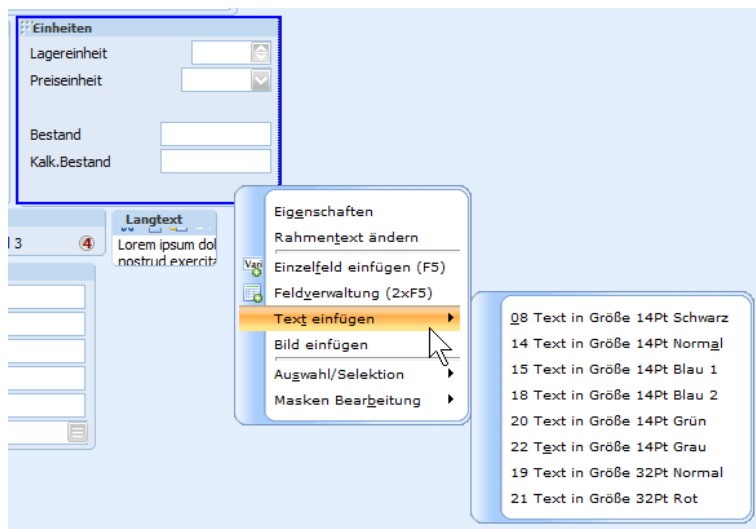 Einheiten
Lagereinheit
Preiseinheit
Bestand
Kalk.Bestand
Langtext
3
4
Lorem ipsum dol
nostrud exercita
Eigenschaften
Rahmentext ändern
Einzelfeld einfügen (F5)
Feldverwaltung (2xF5)
Text einfügen
Bild einfügen
Auswahl/Selektion
Masken Bearbeitung
08 Text in Größe 14Pt Schwarz
14 Text in Größe 14Pt Normal
15 Text in Größe 14Pt Blau 1
18 Text in Größe 14Pt Blau 2
20 Text in Größe 14Pt Grün
22 Text in Größe 14Pt Grau
19 Text in Größe 32Pt Normal
21 Text in Größe 32Pt Rot